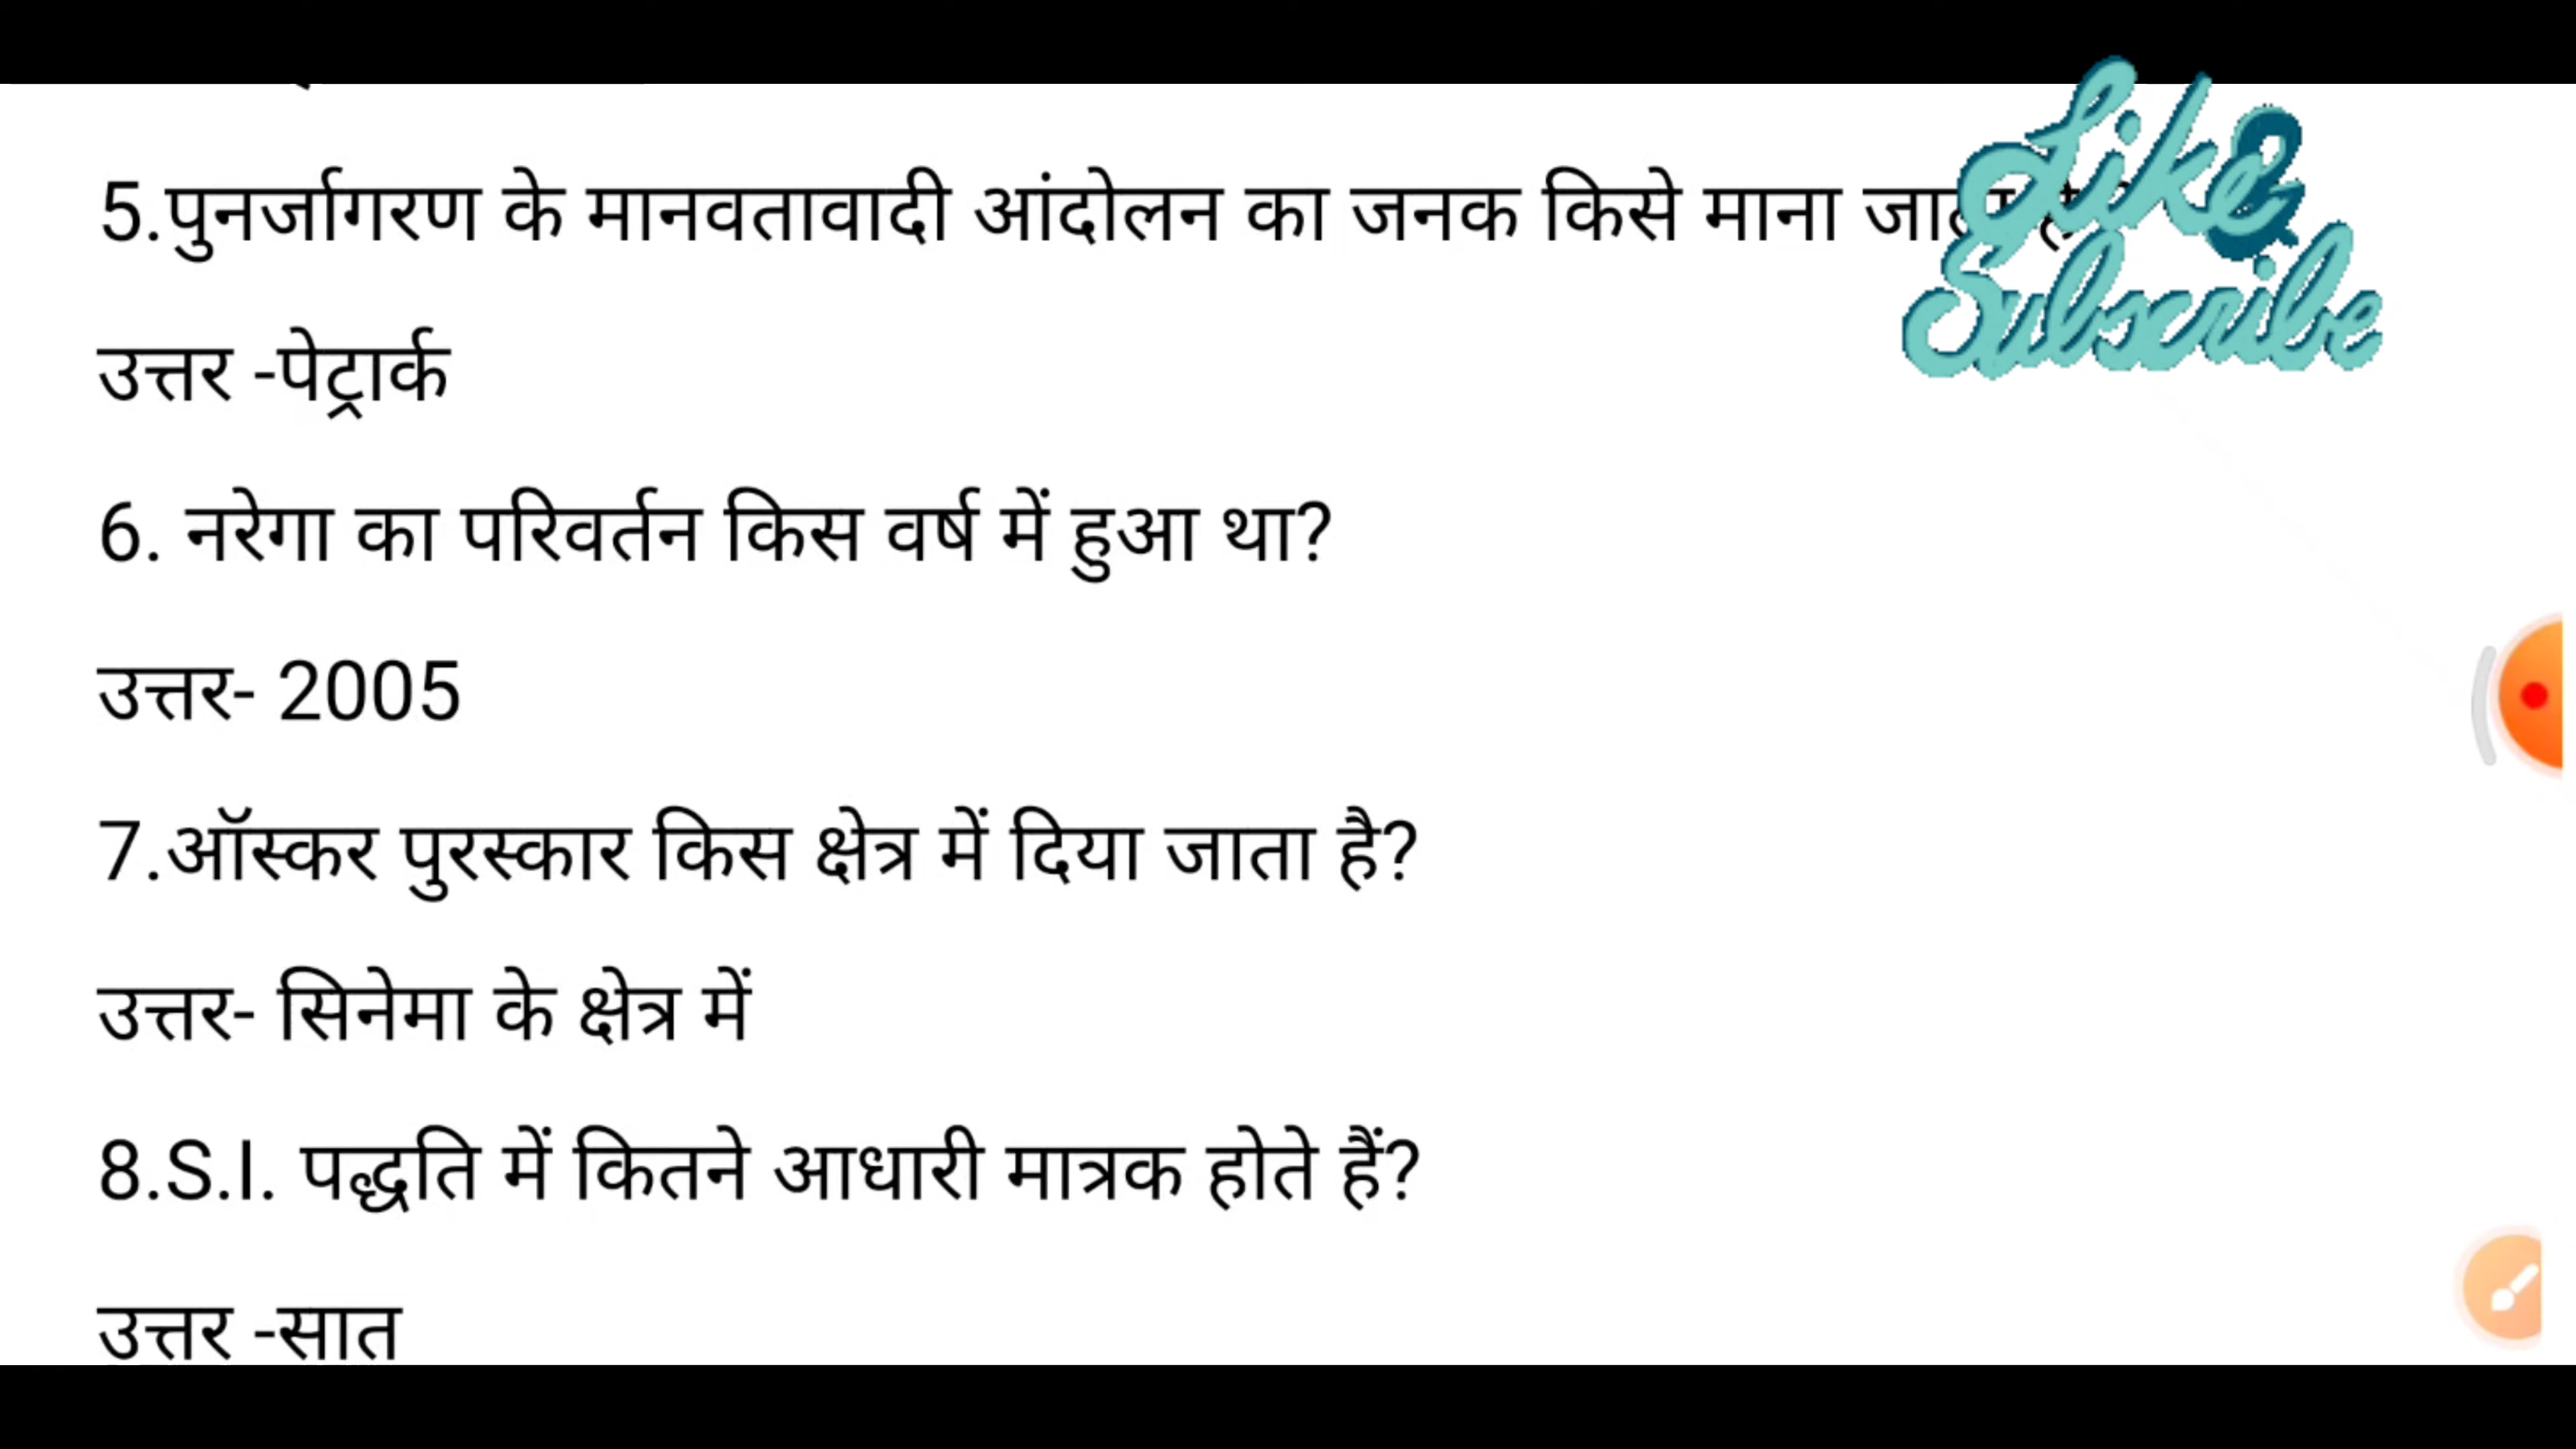 5.पुनर्जागरण के मानवतावादी आंदोलन का जनक किसे माना जाता
Like &
Subscribe
उत्तर -पेट्रार्क
6. नरेगा का परिवर्तन किस वर्ष में हुआ था?
उत्तर- 2005
7.ऑस्कर पुरस्कार किस क्षेत्र में दिया जाता है?
उत्तर- सिनेमा के क्षेत्र में
8.S.I. पद्धति में कितने आधारी मात्रक होते हैं?
उत्तर -सात